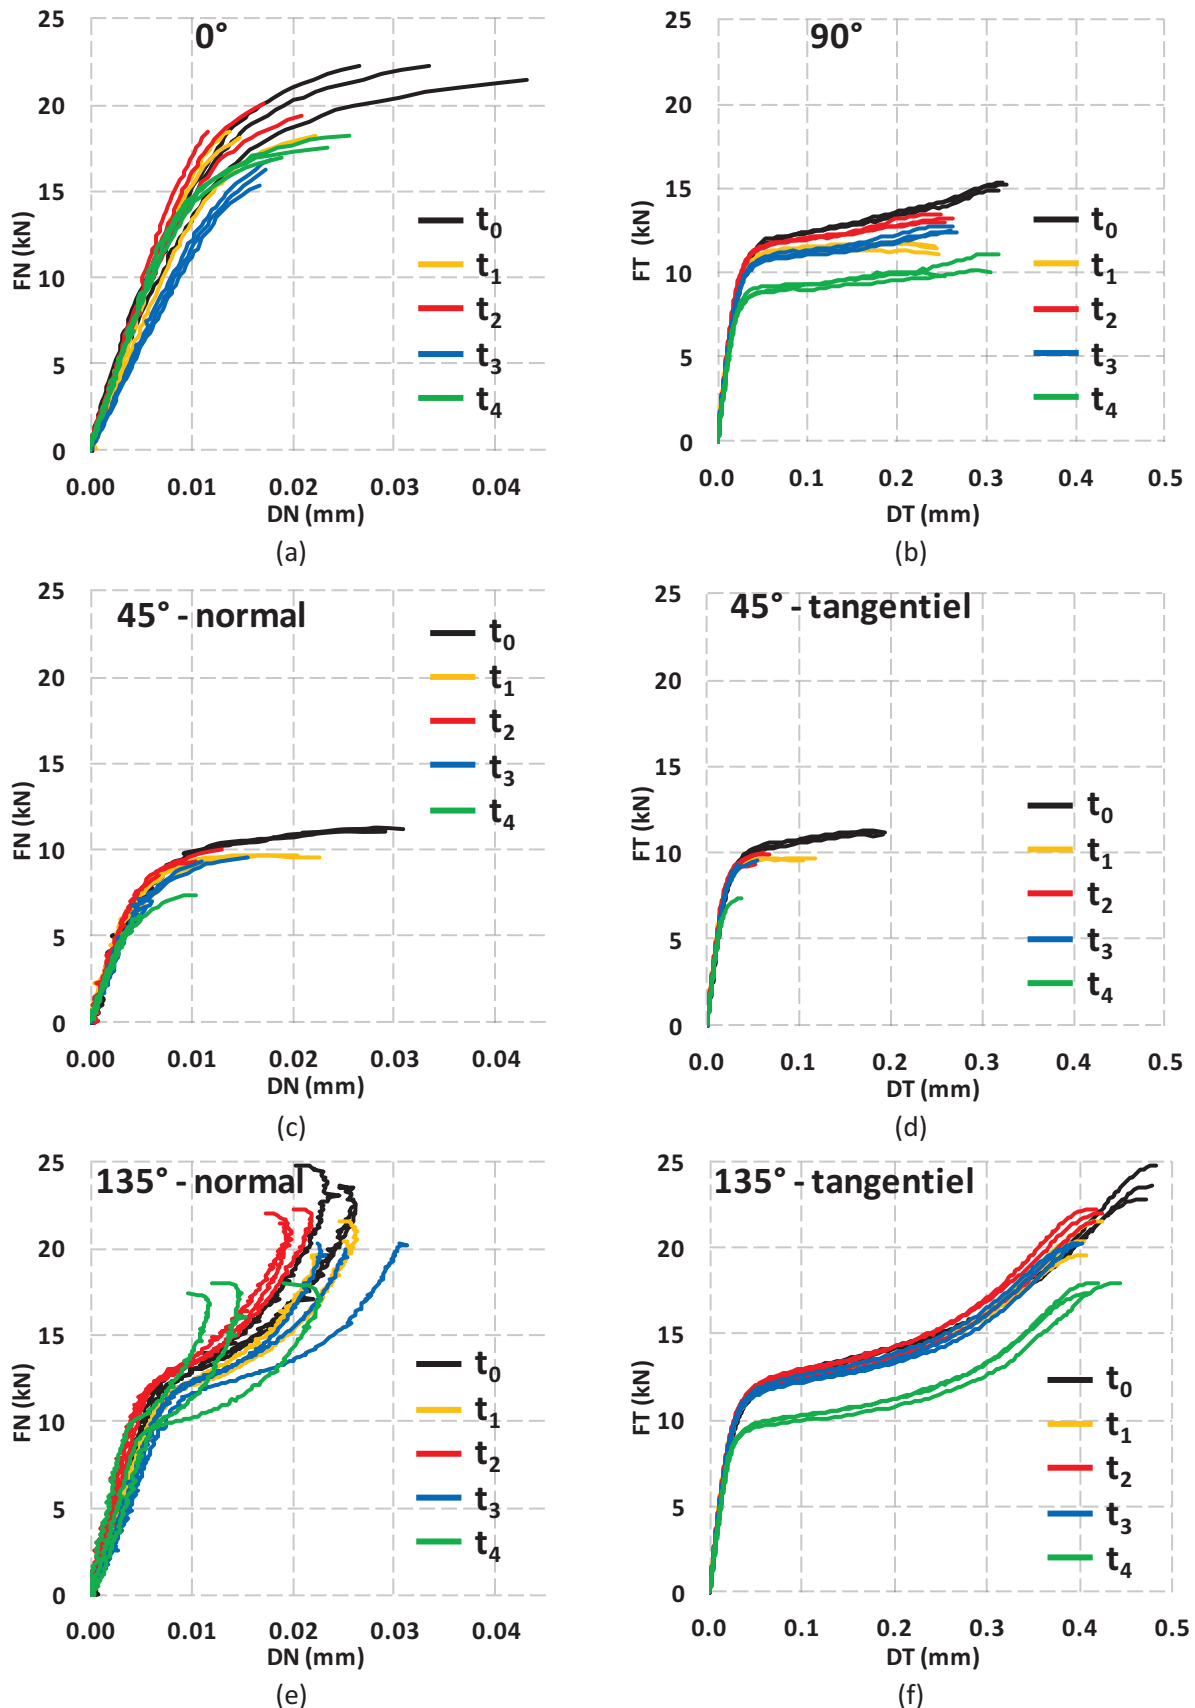 0°
25
20
15
10
5
0
FN (kN)
t0
t1
t2
t3
t4
0.00 0.01 0.02 0.03 0.04
DN (mm)
(a)
90°
25
20
15
10
5
0
FT (kN)
t0
t1
t2
t3
t4
0.0 0.1 0.2 0.3 0.4 0.5
DT (mm)
(b)
45° - normal
25
20
15
10
5
0
FN (kN)
t0
t1
t2
t3
t4
0.00 0.01 0.02 0.03 0.04
DN (mm)
(c)
45° - tangentiel
25
20
15
10
5
0
FT (kN)
t0
t1
t2
t3
t4
0.0 0.1 0.2 0.3 0.4 0.5
DT (mm)
(d)
135° - normal
25
20
15
10
5
0
FN (kN)
t0
t1
t2
t3
t4
0.00 0.01 0.02 0.03 0.04
DN (mm)
(e)
135° - tangentiel
25
20
15
10
5
0
FT (kN)
t0
t1
t2
t3
t4
0.0 0.1 0.2 0.3 0.4 0.5
DT (mm)
(f)